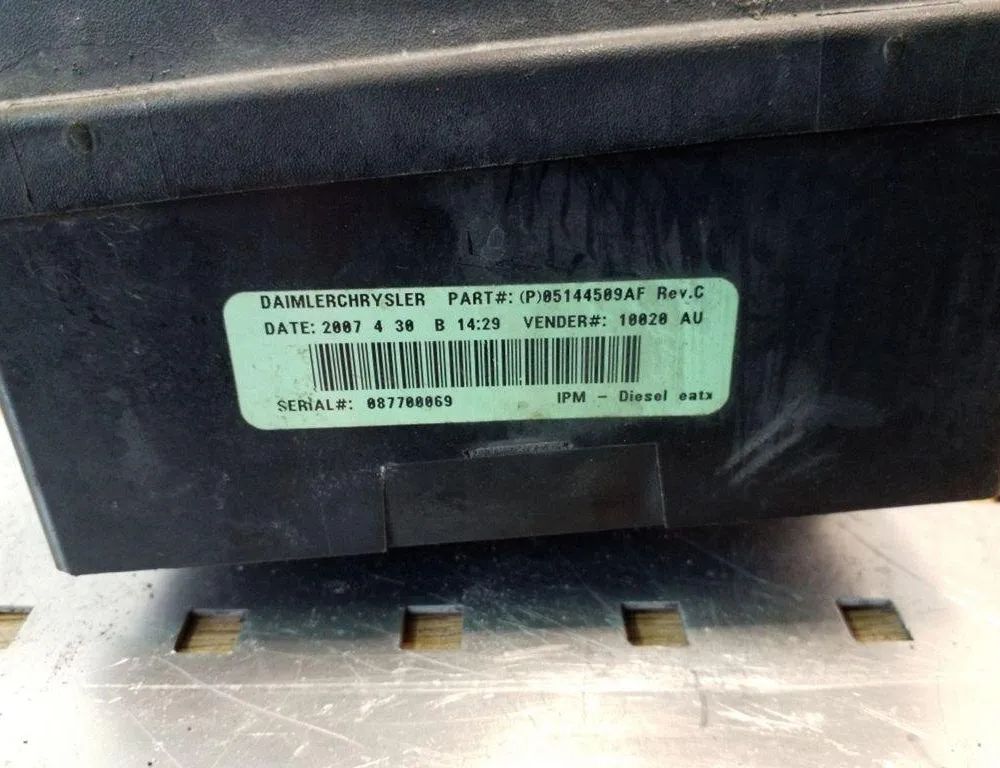 DAIMLERCHRYSLER PART#: (P)05144509AF Rev.C
DATE: 2007 4 30 B 14:29 VENDER#: 10020 AU
SERIAL#: 087700069 IPM - Diesel eatx